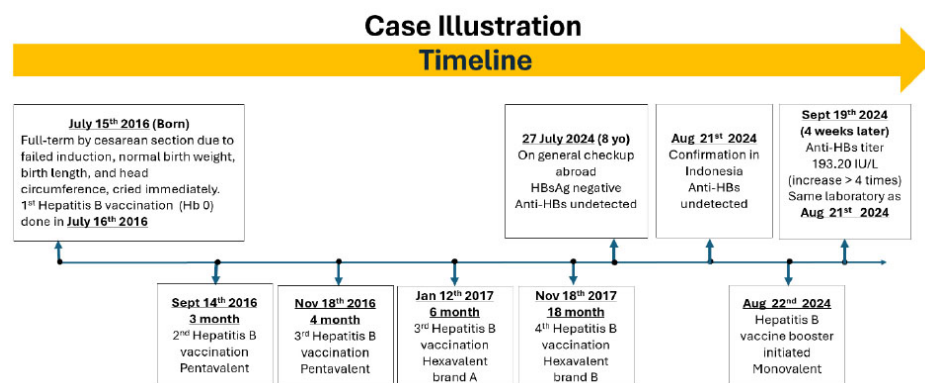 Case Illustration
Timeline
July 15th 2016 (Born)
Full-term by cesarean section due to
failed induction, normal birth weight,
birth length, and head
circumference, cried immediately.
1st Hepatitis B vaccination (Hb 0)
done in July 16th 2016
27 July 2024 (8 yo)
On general checkup
abroad
HBsAg negative
Anti-HBs undetected
Aug 21st 2024
Confirmation in
Indonesia
Anti-HBs
undetected
Sept 19th 2024
(4 weeks later)
Anti-HBs titer
193.20 IU/L
(increase > 4 times)
Same laboratory as
Aug 21st 2024
Sept 14th 2016
3 month
2nd Hepatitis B
vaccination
Pentavalent
Nov 18th 2016
4 month
3rd Hepatitis B
vaccination
Pentavalent
Jan 12th 2017
6 month
3rd Hepatitis B
vaccination
Hexavalent
brand A
Nov 18th 2017
18 month
4th Hepatitis B
vaccination
Hexavalent
brand B
Aug 22nd 2024
Hepatitis B
vaccine booster
initiated
Monovalent